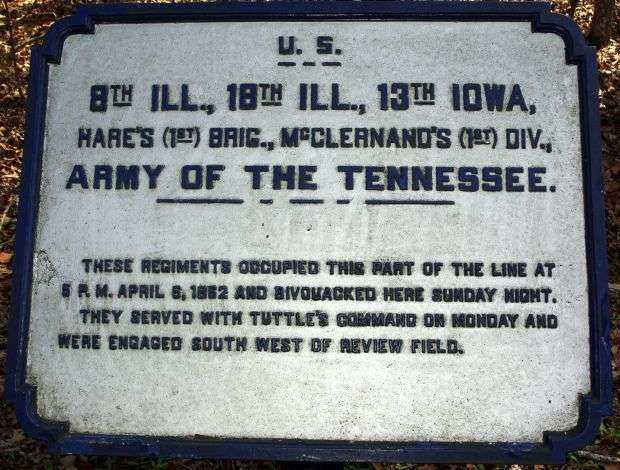 U. S.
8TH ILL., 18TH ILL., 13TH IOWA,
HARE'S (1ST) BRIG., McCLERNAND'S (1ST) DIV.,
ARMY OF THE TENNESSEE.
THESE REGIMENTS OCCUPIED THIS PART OF THE LINE AT
5 P.M. APRIL 6, 1862 AND BIVOUACKED HERE SUNDAY NIGHT.
THEY SERVED WITH TUTTLE'S COMMAND ON MONDAY AND
WERE ENGAGED SOUTH WEST OF REVIEW FIELD.